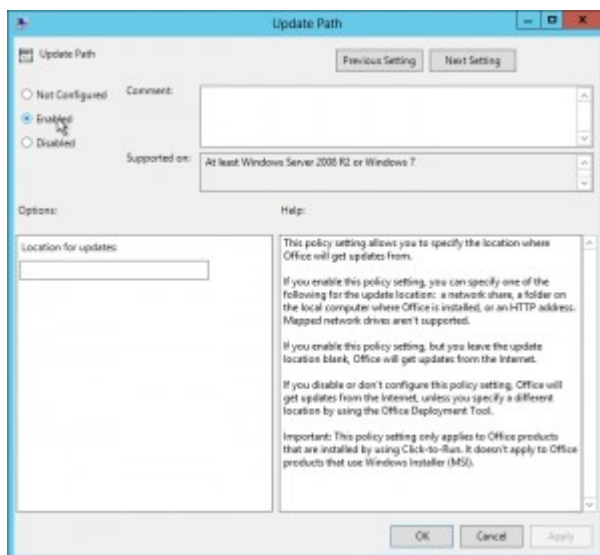 Update Path
Update Path
Previous Setting
Next Setting
Not Configured
Comment:
Enabled
Disabled
Supported on:
At least Windows Server 2008 R2 or Windows 7
Options:
Help:
Location for updates
This policy setting allows you to specify the location where
Office will get updates from.
If you enable this policy setting, you can specify one of the
following for the update location: a network share, a folder on
the local computer where Office is installed, or an HTTP address.
Mapped network drives aren't supported.
If you enable this policy setting, but you leave the update
location blank, Office will get updates from the Internet.
If you disable or don't configure this policy setting, Office will
get updates from the Internet, unless you specify a different
location by using the Office Deployment Tool.
Important: This policy setting only applies to Office products
that are installed by using Click-to-Run. It doesn't apply to Office
products that use Windows Installer (MSI).
OK
Cancel
Apply